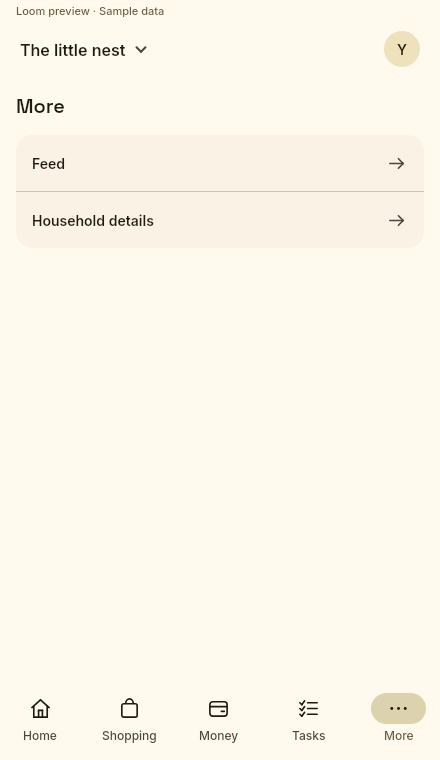 Loom preview · Sample data
The little nest
Y
More
Feed
Household details
Home
Shopping
Money
Tasks
More